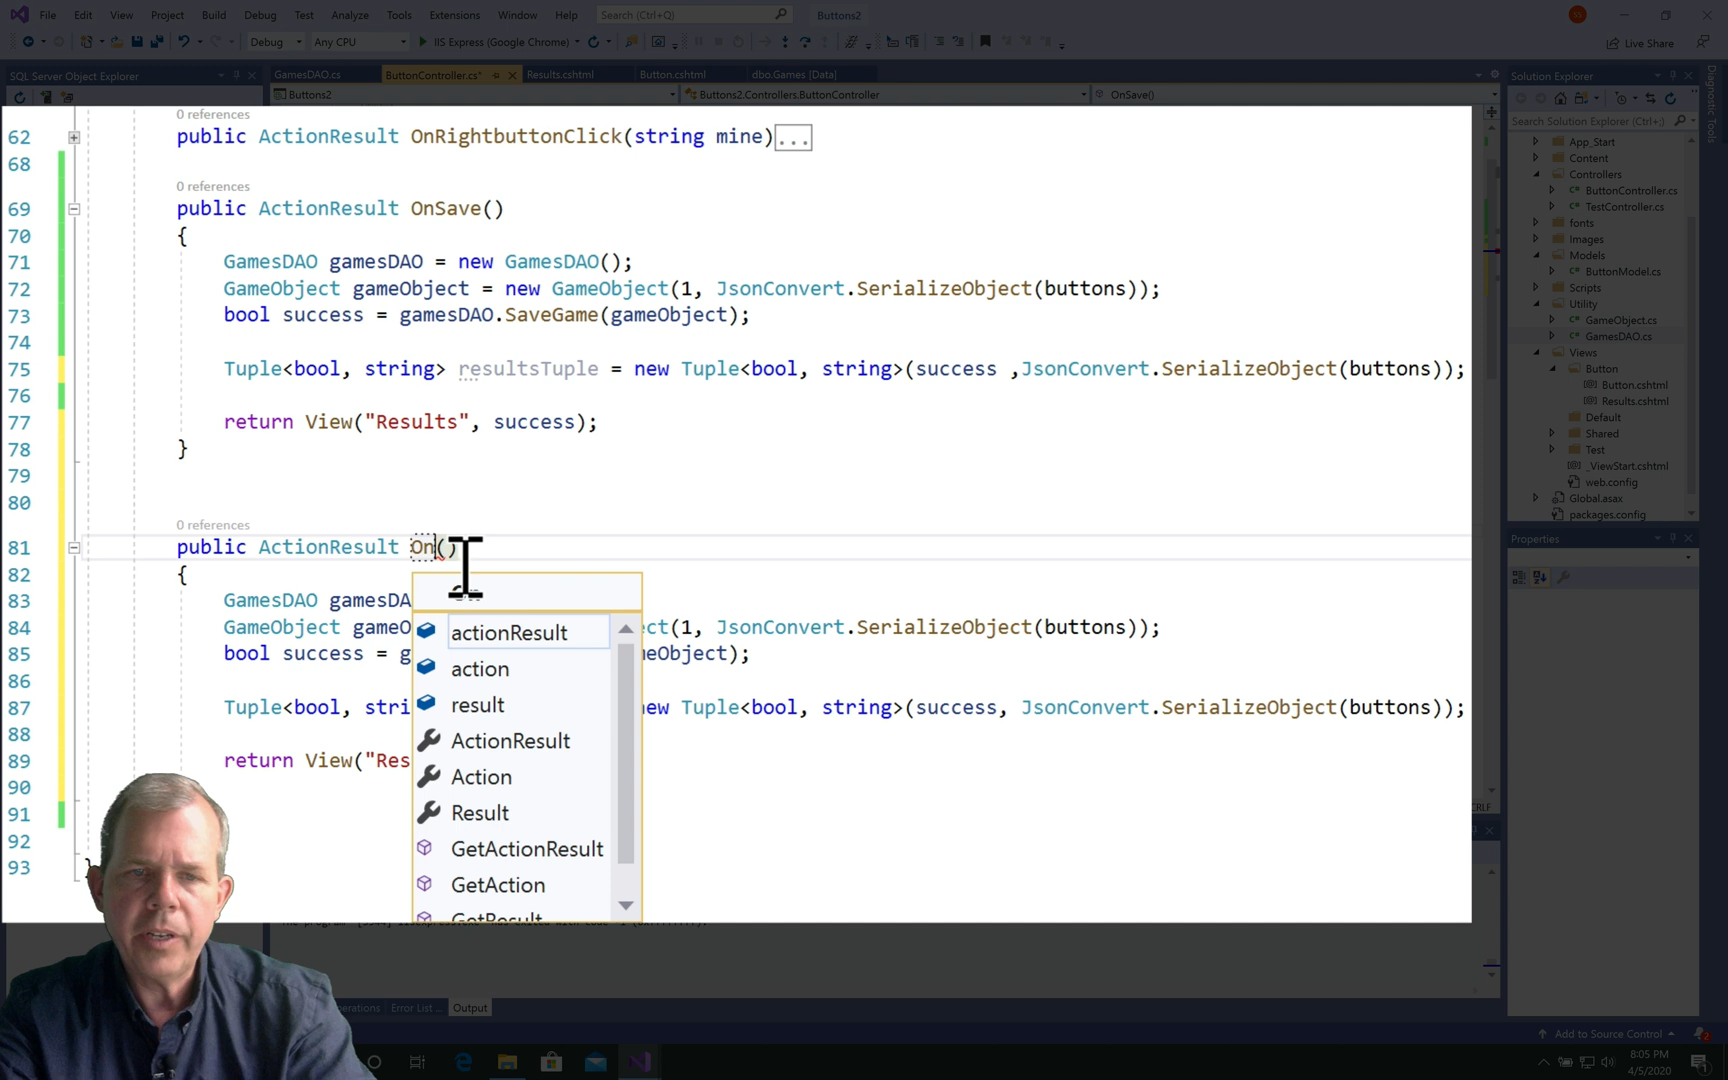 File Edit View Project Build Debug Test Analyze Tools Extensions Window Help Search (Ctrl+Q) Buttons2
Debug Any CPU IIS Express (Google Chrome) Live Share
SQL Server Object Explorer
GamesDAO.cs ButtonController.cs* Results.cshtml Button.cshtml dbo.Games [Data]
Buttons2 Buttons2.Controllers.ButtonController OnSave()
0 references
62 public ActionResult OnRightbuttonClick(string mine)...
68
0 references
69 public ActionResult OnSave()
70 {
71 GamesDAO gamesDAO = new GamesDAO();
72 GameObject gameObject = new GameObject(1, JsonConvert.SerializeObject(buttons));
73 bool success = gamesDAO.SaveGame(gameObject);
74
75 Tuple<bool, string> resultsTuple = new Tuple<bool, string>(success ,JsonConvert.SerializeObject(buttons));
76
77 return View("Results", success);
78 }
79
80
0 references
81 public ActionResult On()
82 {
83 GamesDAO gamesDA
84 GameObject gameO ct(1, JsonConvert.SerializeObject(buttons));
85 bool success = g eObject);
86
87 Tuple<bool, stri new Tuple<bool, string>(success, JsonConvert.SerializeObject(buttons));
88
89 return View("Res
90
91
92
93 }
actionResult
action
result
ActionResult
Action
Result
GetActionResult
GetAction
GetResult
Solution Explorer
Search Solution Explorer (Ctrl+;)
App_Start
Content
Controllers
ButtonController.cs
TestController.cs
fonts
Images
Models
ButtonModel.cs
Scripts
Utility
GameObject.cs
GamesDAO.cs
Views
Button
Button.cshtml
Results.cshtml
Default
Shared
Test
_ViewStart.cshtml
web.config
Global.asax
packages.config
Properties
Diagnostic Tools
CRLF
Error List ... Output
Add to Source Control 2
8:05 PM
4/5/2020